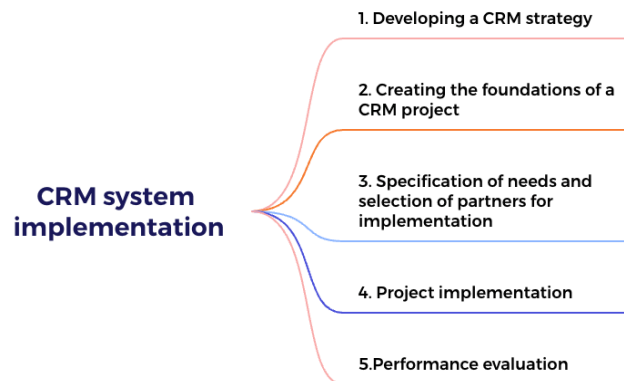 CRM system
implementation
1. Developing a CRM strategy
2. Creating the foundations of a
CRM project
3. Specification of needs and
selection of partners for
implementation
4. Project implementation
5.Performance evaluation